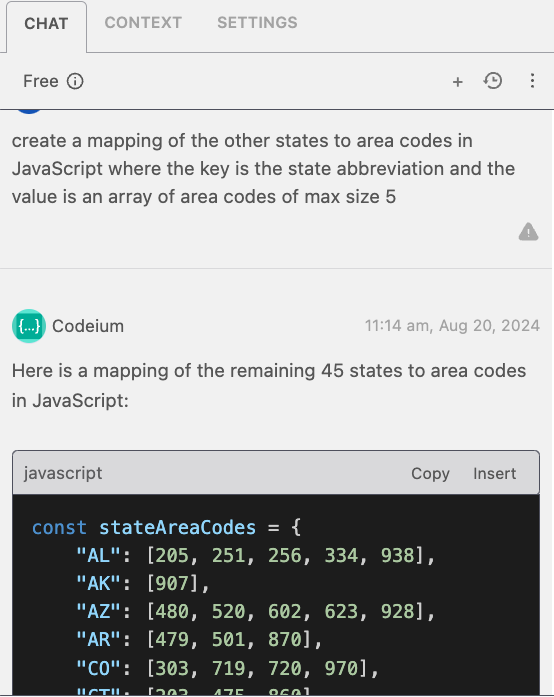 CHAT CONTEXT SETTINGS
Free
create a mapping of the other states to area codes in
JavaScript where the key is the state abbreviation and the
value is an array of area codes of max size 5
{...} Codeium 11:14 am, Aug 20, 2024
Here is a mapping of the remaining 45 states to area codes
in JavaScript:
javascript Copy Insert
const stateAreaCodes = {
"AL": [205, 251, 256, 334, 938],
"AK": [907],
"AZ": [480, 520, 602, 623, 928],
"AR": [479, 501, 870],
"CO": [303, 719, 720, 970],
"CT": [203, 475, 860]